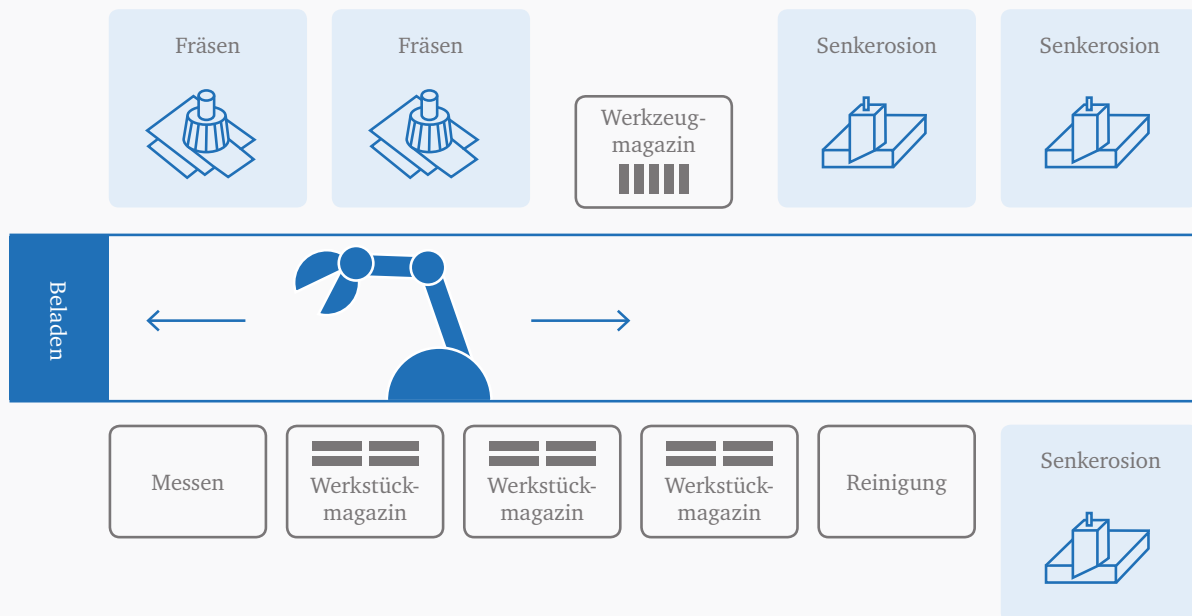 Fräsen
Fräsen
Werkzeug-
magazin
Senkerosion
Senkerosion
Beladen
Messen
Werkstück-
magazin
Werkstück-
magazin
Werkstück-
magazin
Reinigung
Senkerosion